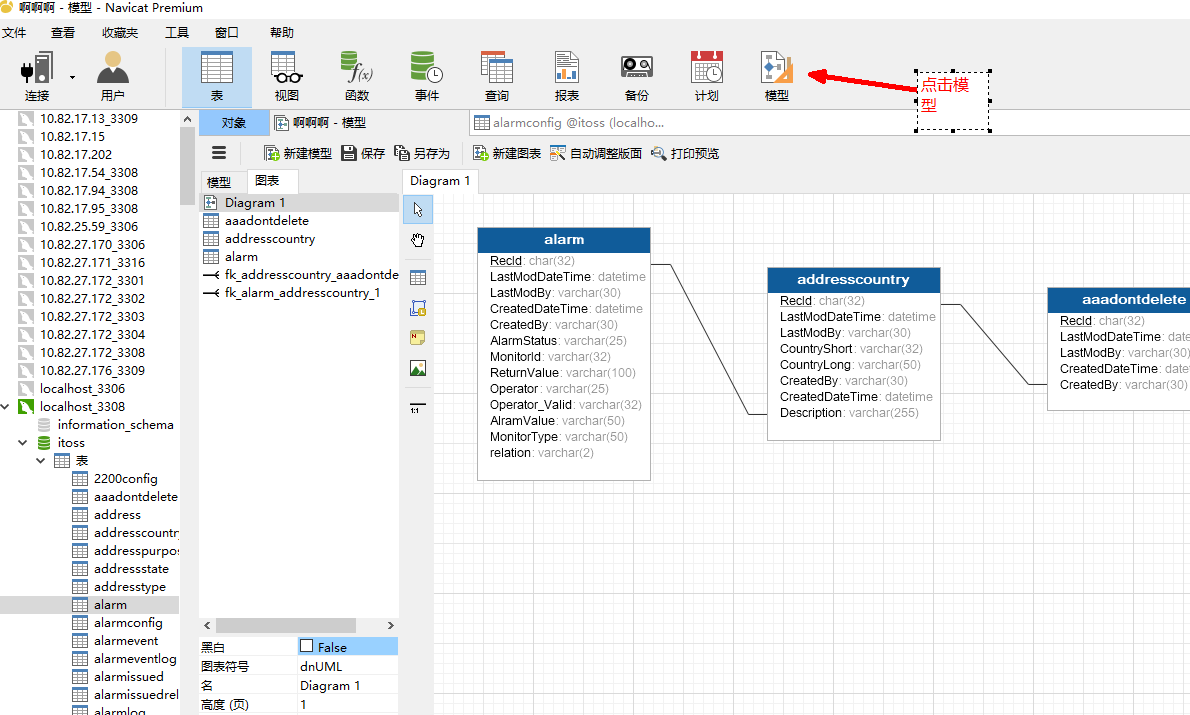 啊啊啊 - 模型 - Navicat Premium
文件 查看 收藏夹 工具 窗口 帮助
连接 用户 表 视图 函数 事件 查询 报表 备份 计划 模型
点击模
型
对象 啊啊啊 - 模型 alarmconfig @itoss (localho...
新建模型 保存 另存为 新建图表 自动调整版面 打印预览
10.82.17.13_3309
10.82.17.15
10.82.17.202
10.82.17.54_3308
10.82.17.94_3308
10.82.17.95_3308
10.82.25.59_3306
10.82.27.170_3306
10.82.27.171_3316
10.82.27.172_3301
10.82.27.172_3302
10.82.27.172_3303
10.82.27.172_3304
10.82.27.172_3308
10.82.27.176_3309
localhost_3306
localhost_3308
information_schema
itoss
表
2200config
aaadontdelete
address
addresscountry
addresspurpos
addressstate
addresstype
alarm
alarmconfig
alarmevent
alarmeventlog
alarmissued
alarmissuedrel
alarmlog
模型 图表
Diagram 1
aaadontdelete
addresscountry
alarm
fk_addresscountry_aaadontde
fk_alarm_addresscountry_1
黑白 False
图表符号 dnUML
名 Diagram 1
高度 (页) 1
Diagram 1
1:1
alarm
RecId: char(32)
LastModDateTime: datetime
LastModBy: varchar(30)
CreatedDateTime: datetime
CreatedBy: varchar(30)
AlarmStatus: varchar(25)
MonitorId: varchar(32)
ReturnValue: varchar(100)
Operator: varchar(25)
Operator_Valid: varchar(32)
AlramValue: varchar(50)
MonitorType: varchar(50)
relation: varchar(2)
addresscountry
RecId: char(32)
LastModDateTime: datetime
LastModBy: varchar(30)
CountryShort: varchar(32)
CountryLong: varchar(50)
CreatedBy: varchar(30)
CreatedDateTime: datetime
Description: varchar(255)
aaadontdelete
RecId: char(32)
LastModDateTime: date
LastModBy: varchar(30)
CreatedDateTime: datet
CreatedBy: varchar(30)